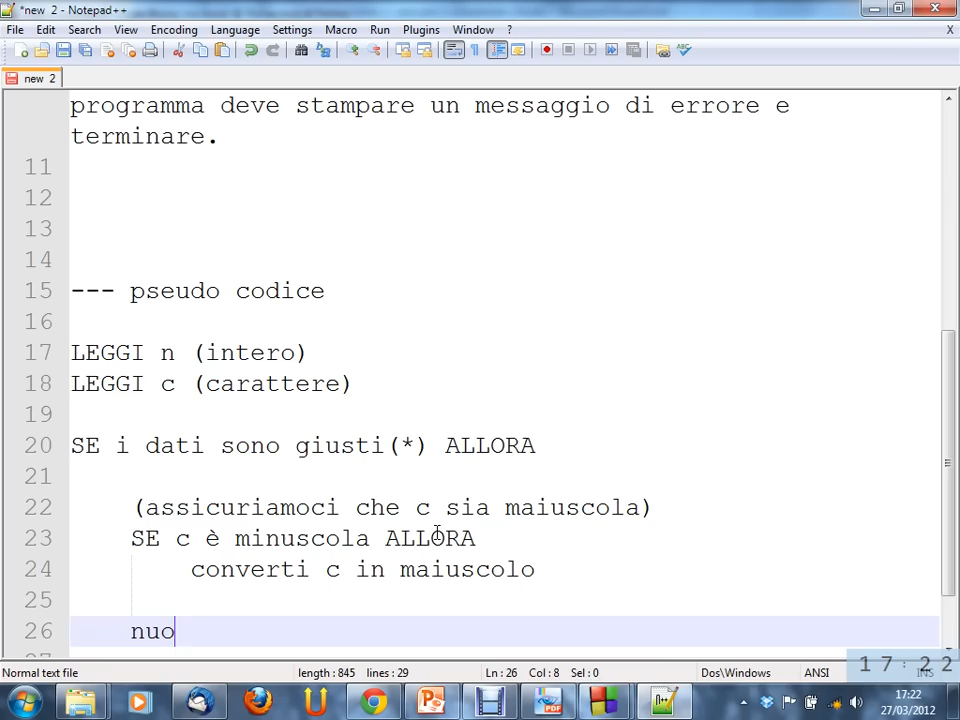 *new 2 - Notepad++
File Edit Search View Encoding Language Settings Macro Run Plugins Window ? X
new 2
programma deve stampare un messaggio di errore e
terminare.
11
12
13
14
15 --- pseudo codice
16
17 LEGGI n (intero)
18 LEGGI c (carattere)
19
20 SE i dati sono giusti(*) ALLORA
21
22 (assicuriamoci che c sia maiuscola)
23 SE c è minuscola ALLORA
24 converti c in maiuscolo
25
26 nuo
Normal text file length : 845 lines : 29 Ln : 26 Col : 8 Sel : 0 Dos\Windows ANSI INS
17:22
17:22
27/03/2012